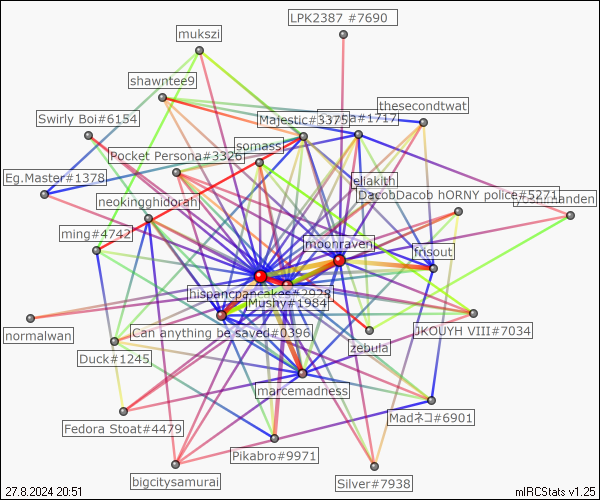 LPK2387 #7690
mukszi
shawntee9
thesecondtwat
Swirly Boi#6154
Majestic#3375
a#1717
somass
Pocket Persona#3326
Eg.Master#1378
ellakith
DacobDacob hORNY police#5271
handen
neokingghidorah
ming#4742
moonraven
frisout
hispancpancakes#2928
Mushy#1984
normalwan
Can anything be saved#0396
JKOUYH VIII#7034
zebula
Duck#1245
marcemadness
Madネコ#6901
Fedora Stoat#4479
Pikabro#9971
bigcitysamurai
Silver#7938
27.8.2024 20:51
mIRCStats v1.25